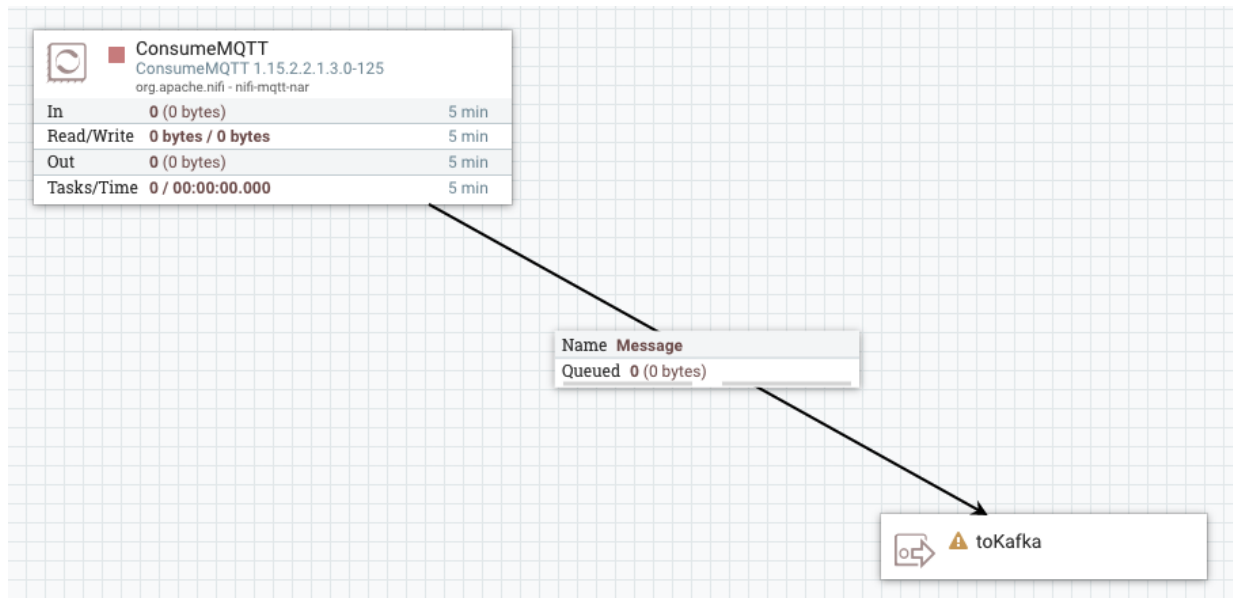 ConsumeMQTT
ConsumeMQTT 1.15.2.2.1.3.0-125
org.apache.nifi - nifi-mqtt-nar
In 0 (0 bytes) 5 min
Read/Write 0 bytes / 0 bytes 5 min
Out 0 (0 bytes) 5 min
Tasks/Time 0 / 00:00:00.000 5 min
Name Message
Queued 0 (0 bytes)
toKafka